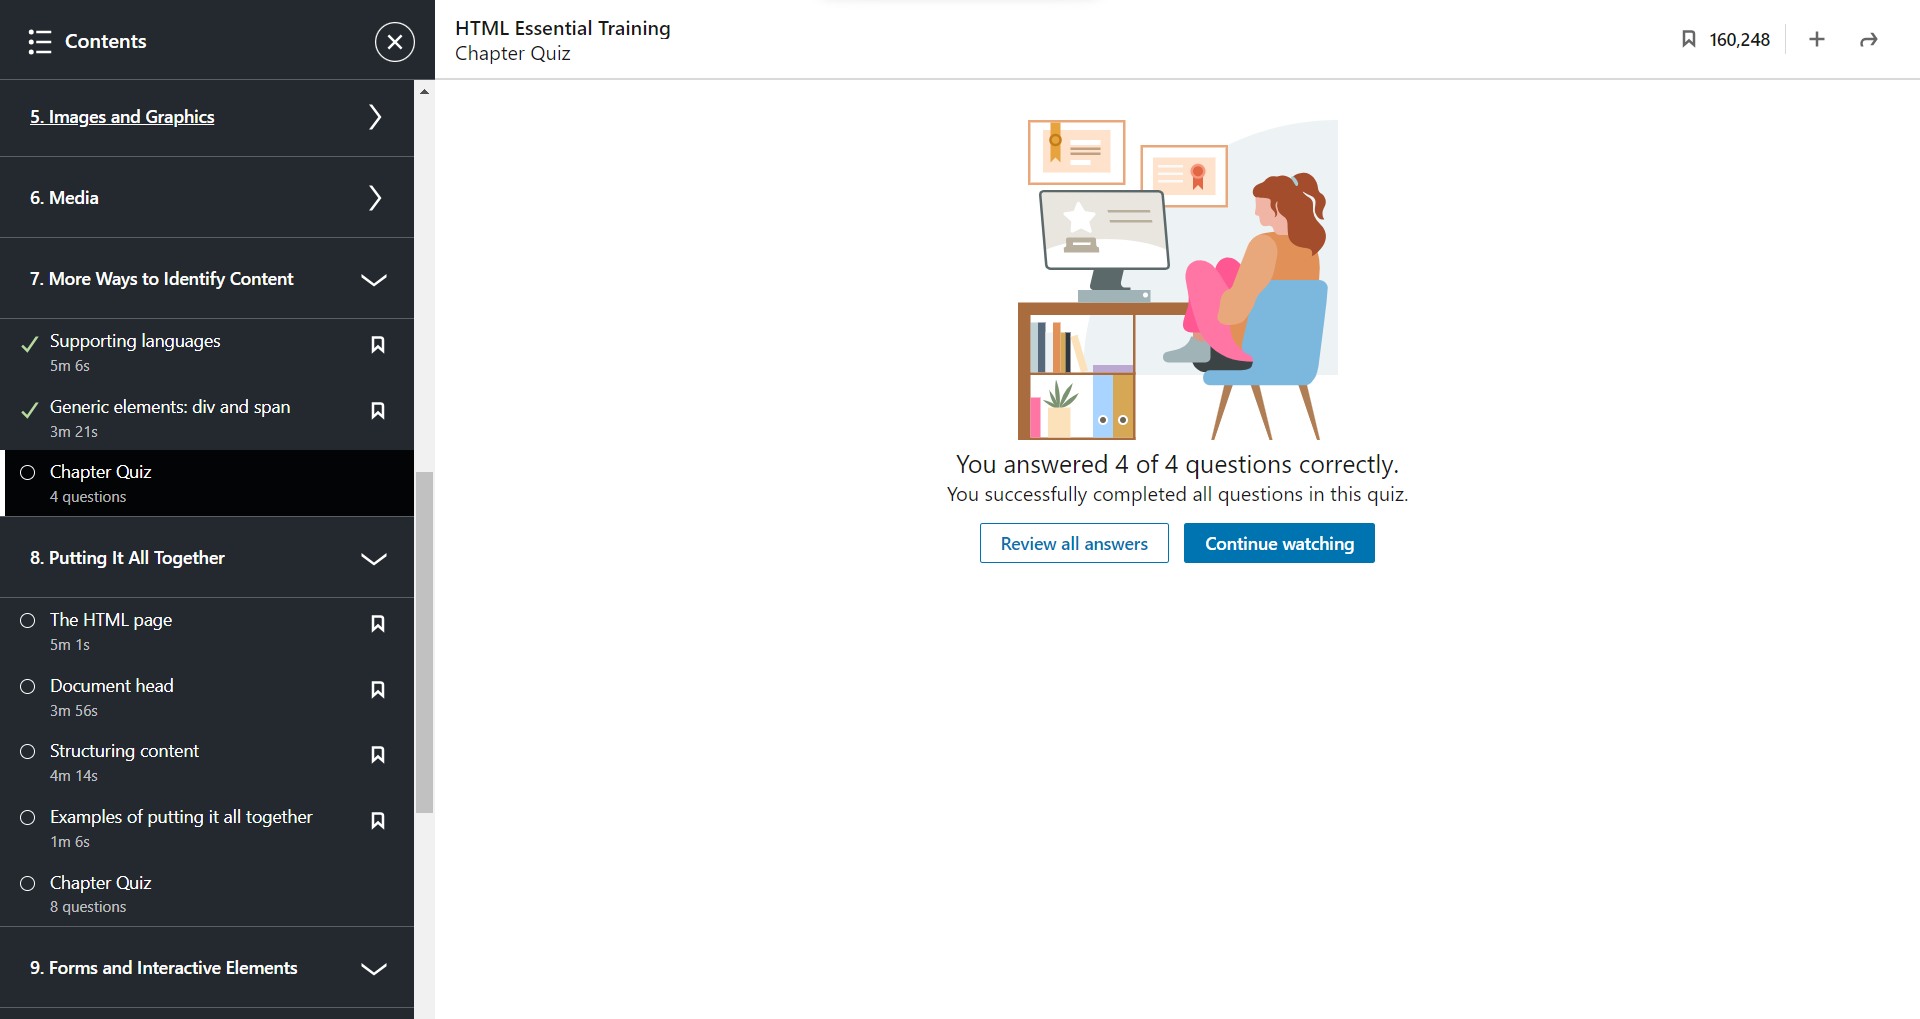 Contents
5. Images and Graphics
6. Media
7. More Ways to Identify Content
Supporting languages
5m 6s
Generic elements: div and span
3m 21s
Chapter Quiz
4 questions
8. Putting It All Together
The HTML page
5m 1s
Document head
3m 56s
Structuring content
4m 14s
Examples of putting it all together
1m 6s
Chapter Quiz
8 questions
9. Forms and Interactive Elements
HTML Essential Training
Chapter Quiz
160,248
You answered 4 of 4 questions correctly.
You successfully completed all questions in this quiz.
Review all answers
Continue watching